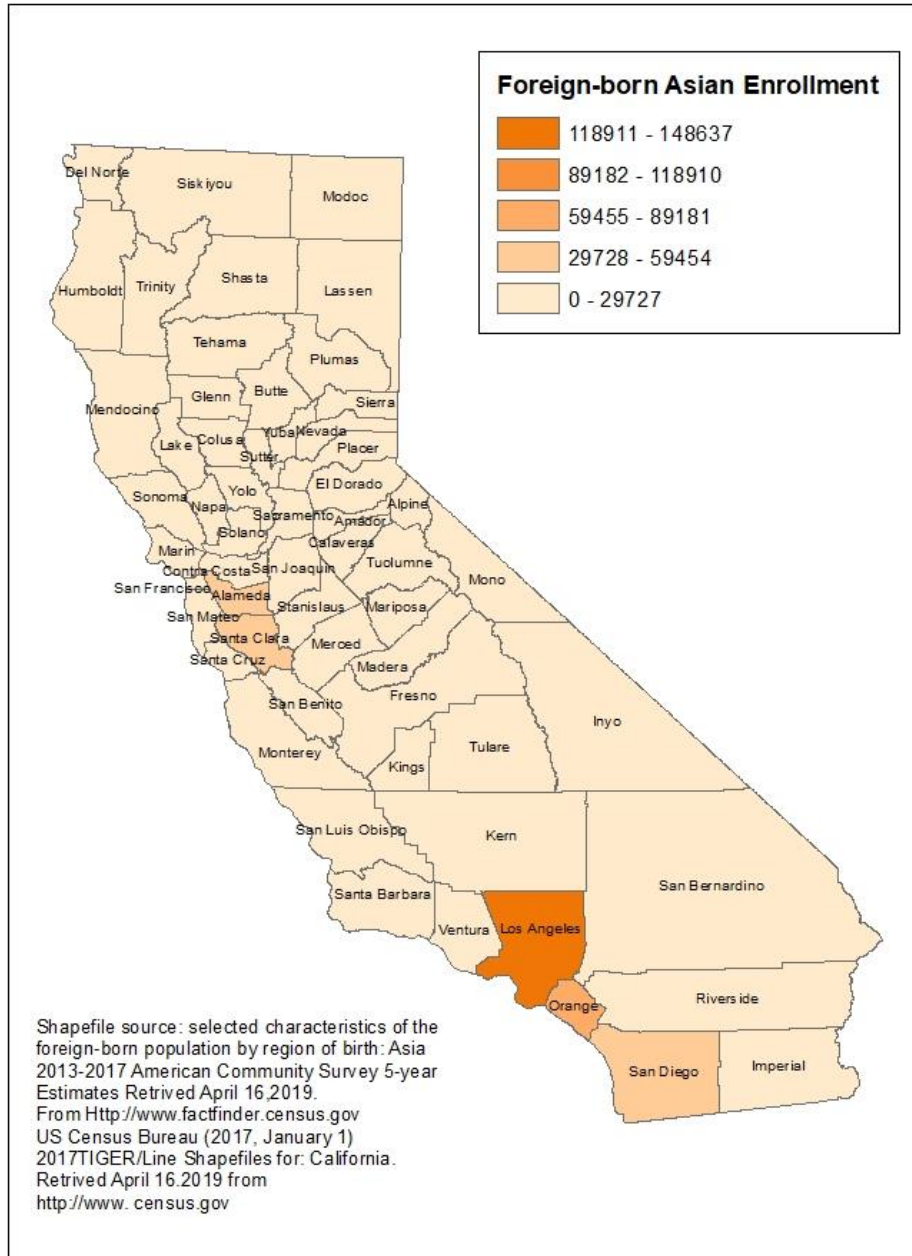 Foreign-born Asian Enrollment
118911 - 148637
89182 - 118910
59455 - 89181
29728 - 59454
0 - 29727
Del Norte
Siskiyou
Modoc
Humboldt
Trinity
Shasta
Lassen
Tehama
Plumas
Mendocino
Glenn
Butte
Sierra
Lake
Colusa
Sutter
Yuba
Nevada
Placer
Sonoma
Napa
Yolo
El Dorado
Solano
Sacramento
Amador
Alpine
Marin
Calaveras
Contra Costa
San Joaquin
Tuolumne
Mono
San Francisco
Alameda
Stanislaus
Mariposa
San Mateo
Santa Clara
Merced
Santa Cruz
Madera
San Benito
Fresno
Inyo
Monterey
Kings
Tulare
San Luis Obispo
Kern
Santa Barbara
Ventura
Los Angeles
San Bernardino
Orange
Riverside
San Diego
Imperial
Shapefile source: selected characteristics of the
foreign-born population by region of birth: Asia
2013-2017 American Community Survey 5-year
Estimates Retrived April 16,2019.
From Http://www.factfinder.census.gov
US Census Bureau (2017, January 1)
2017TIGER/Line Shapefiles for: California.
Retrived April 16.2019 from
http://www. census.gov